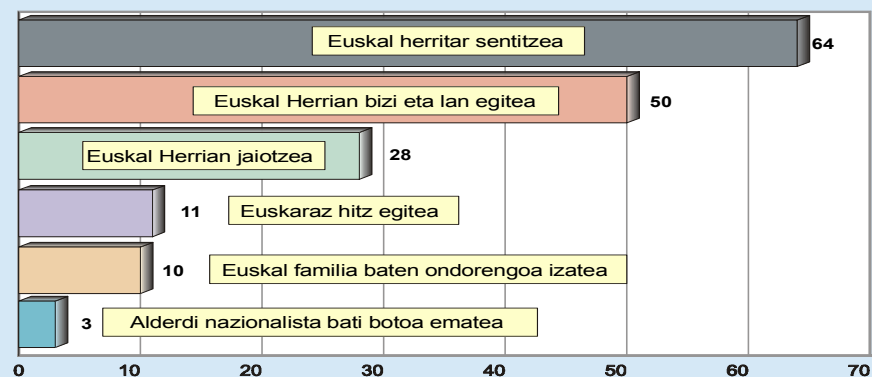 Euskal herritar sentitzea 64
Euskal Herrian bizi eta lan egitea 50
Euskal Herrian jaiotzea 28
11 Euskaraz hitz egitea
10 Euskal familia baten ondorengoa izatea
3 Alderdi nazionalista bati botoa ematea
0 10 20 30 40 50 60 70